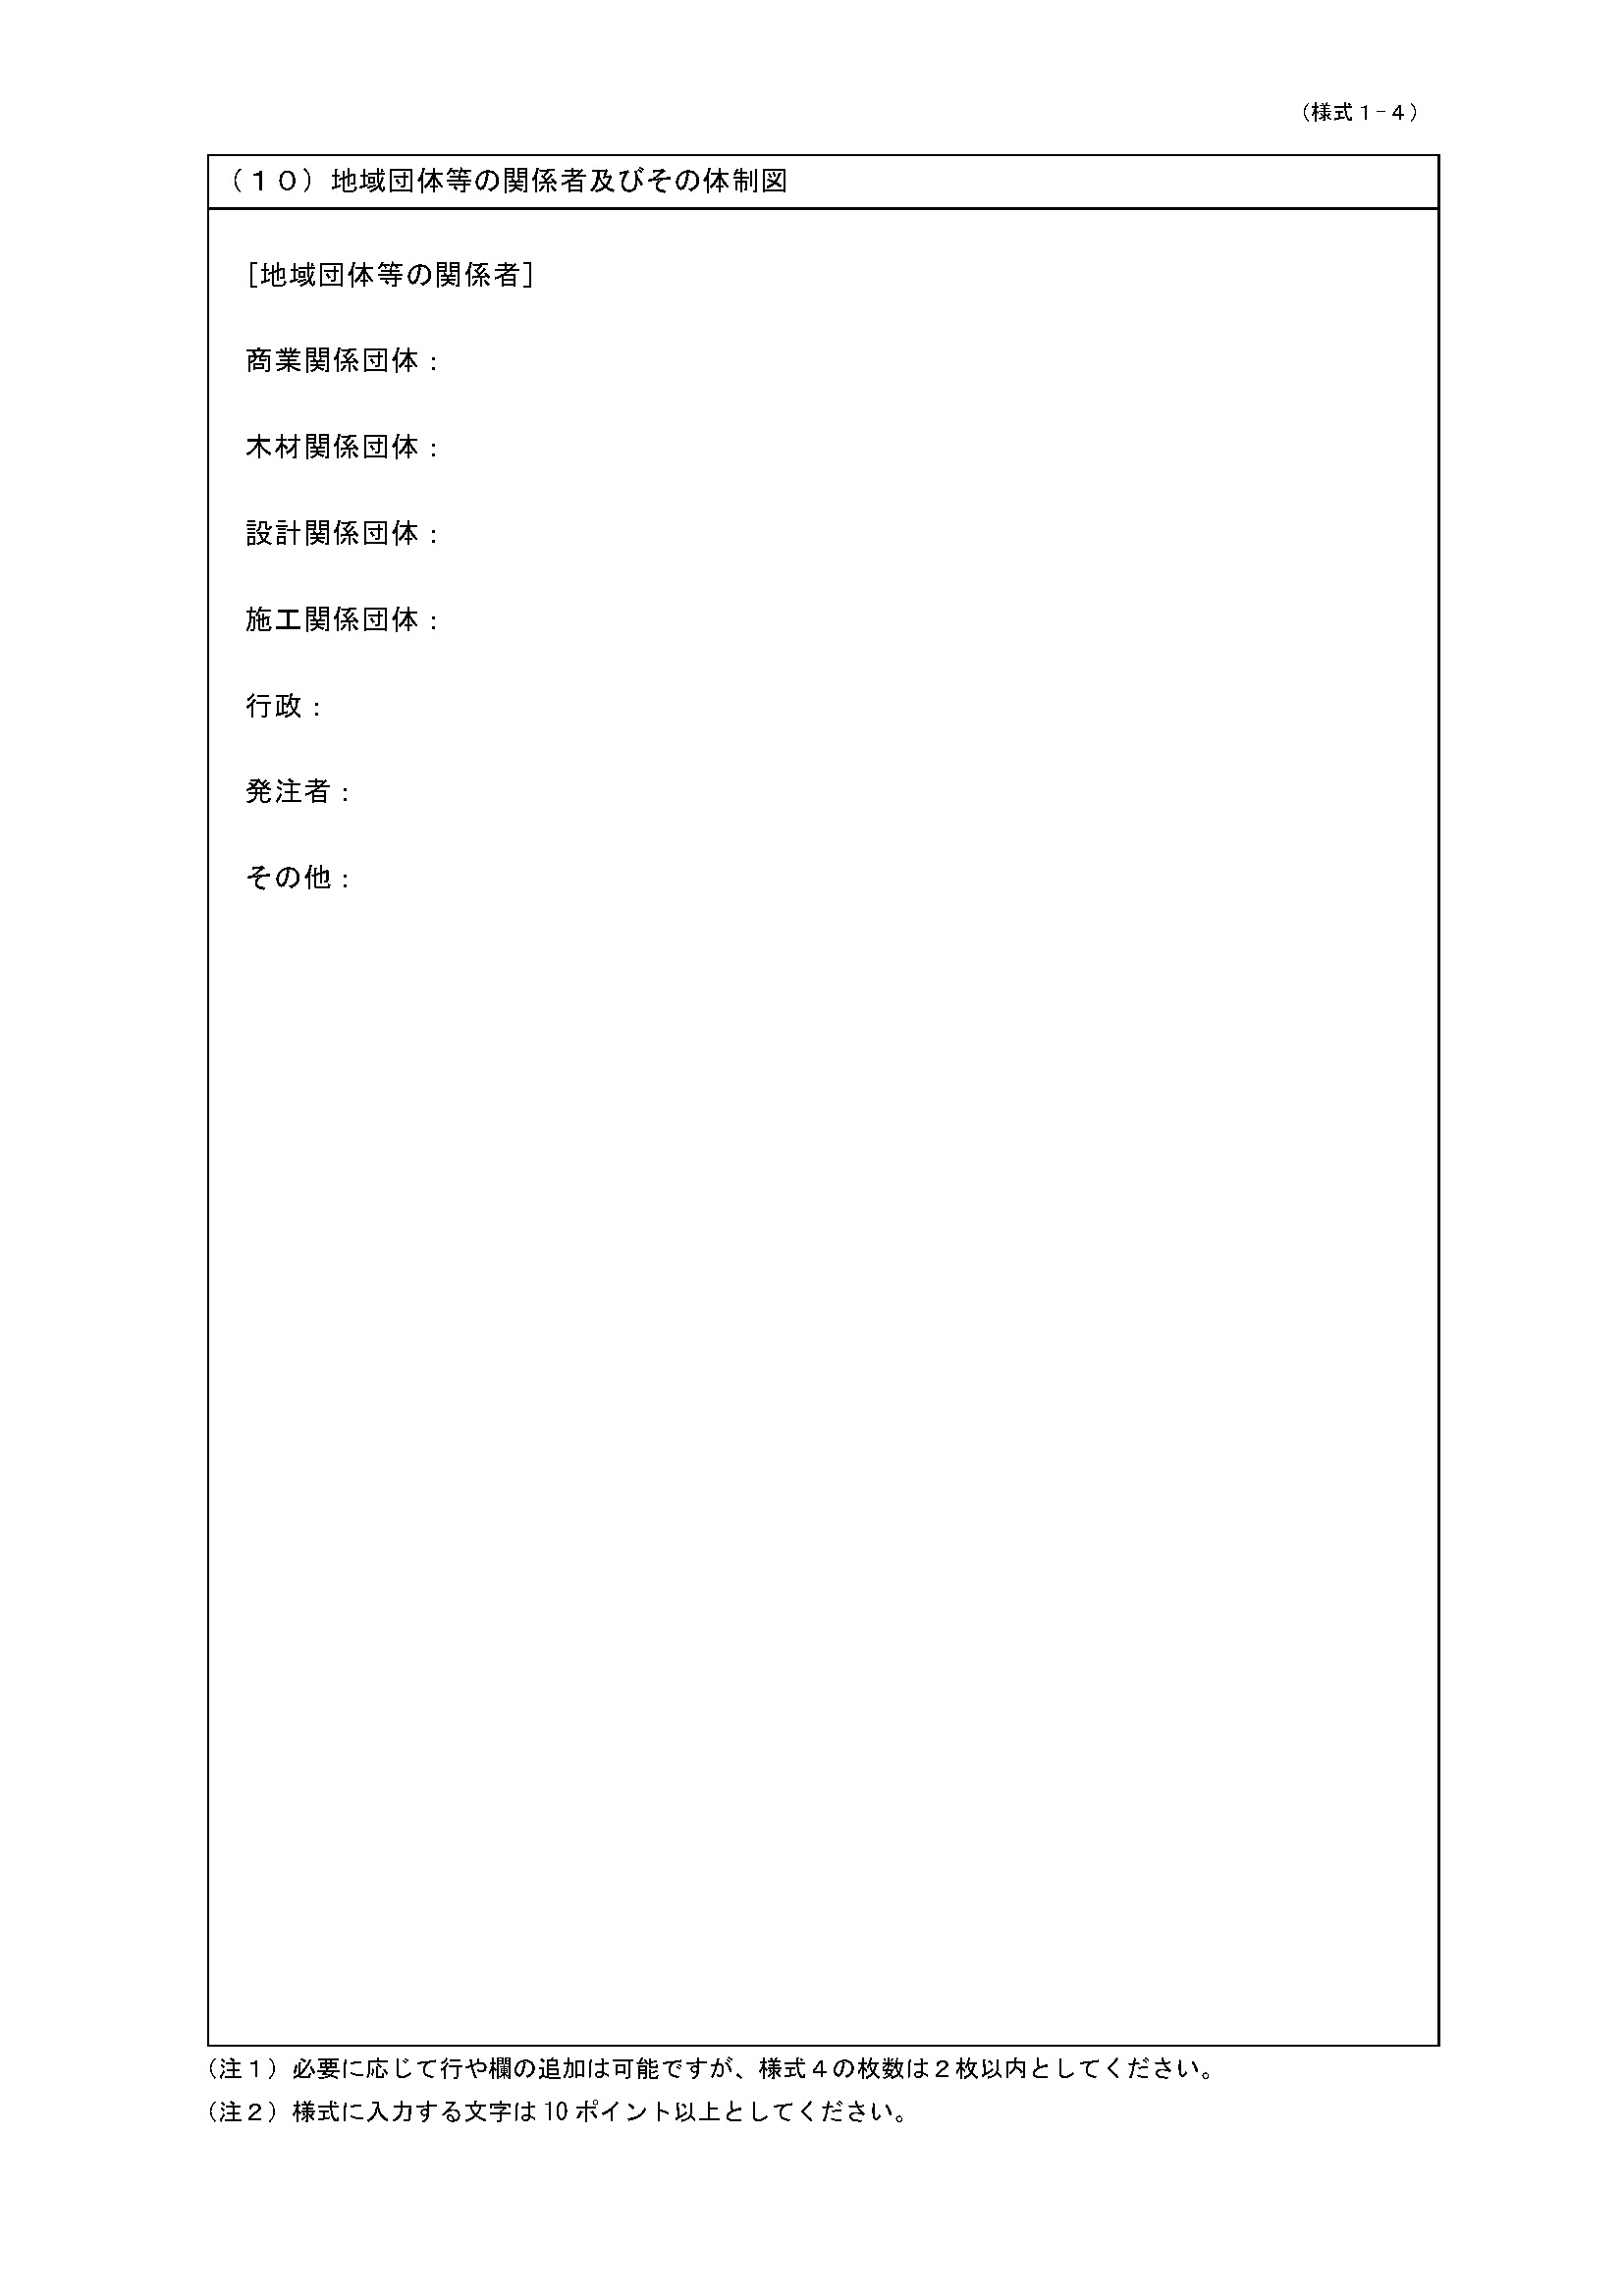 （様式１－４）
（１０）地域団体等の関係者及びその体制図
[地域団体等の関係者]
商業関係団体：
木材関係団体：
設計関係団体：
施工関係団体：
行政：
発注者：
その他：
（注１）必要に応じて行や欄の追加は可能ですが、様式４の枚数は２枚以内としてください。
（注２）様式に入力する文字は 10 ポイント以上としてください。